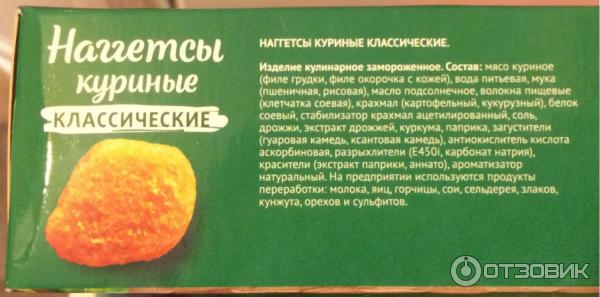 Наггетсы
куриные
КЛАССИЧЕСКИЕ
НАГГЕТСЫ КУРИНЫЕ КЛАССИЧЕСКИЕ.
Изделие кулинарное замороженное. Состав: мясо куриное
(филе грудки, филе окорочка с кожей), вода питьевая, мука
(пшеничная, рисовая), масло подсолнечное, волокна пищевые
(клетчатка соевая), крахмал (картофельный, кукурузный), белок
соевый, стабилизатор крахмал ацетилированный, соль,
дрожжи, экстракт дрожжей, куркума, паприка, загустители
(гуаровая камедь, ксантовая камедь), антиокислитель кислота
аскорбиновая, разрыхлители (Е450i, карбонат натрия),
красители (экстракт паприки, аннато), ароматизатор
натуральный. На предприятии используются продукты
переработки: молока, яиц, горчицы, сои, сельдерея, злаков,
кунжута, орехов и сульфитов.
ОТЗОВИК